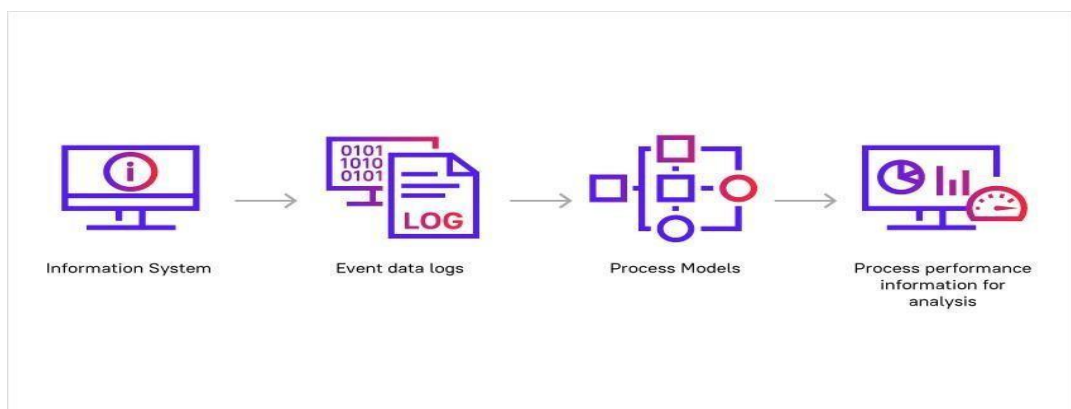 i
0101
1010
0101
LOG
Information System
Event data logs
Process Models
Process performance
information for
analysis